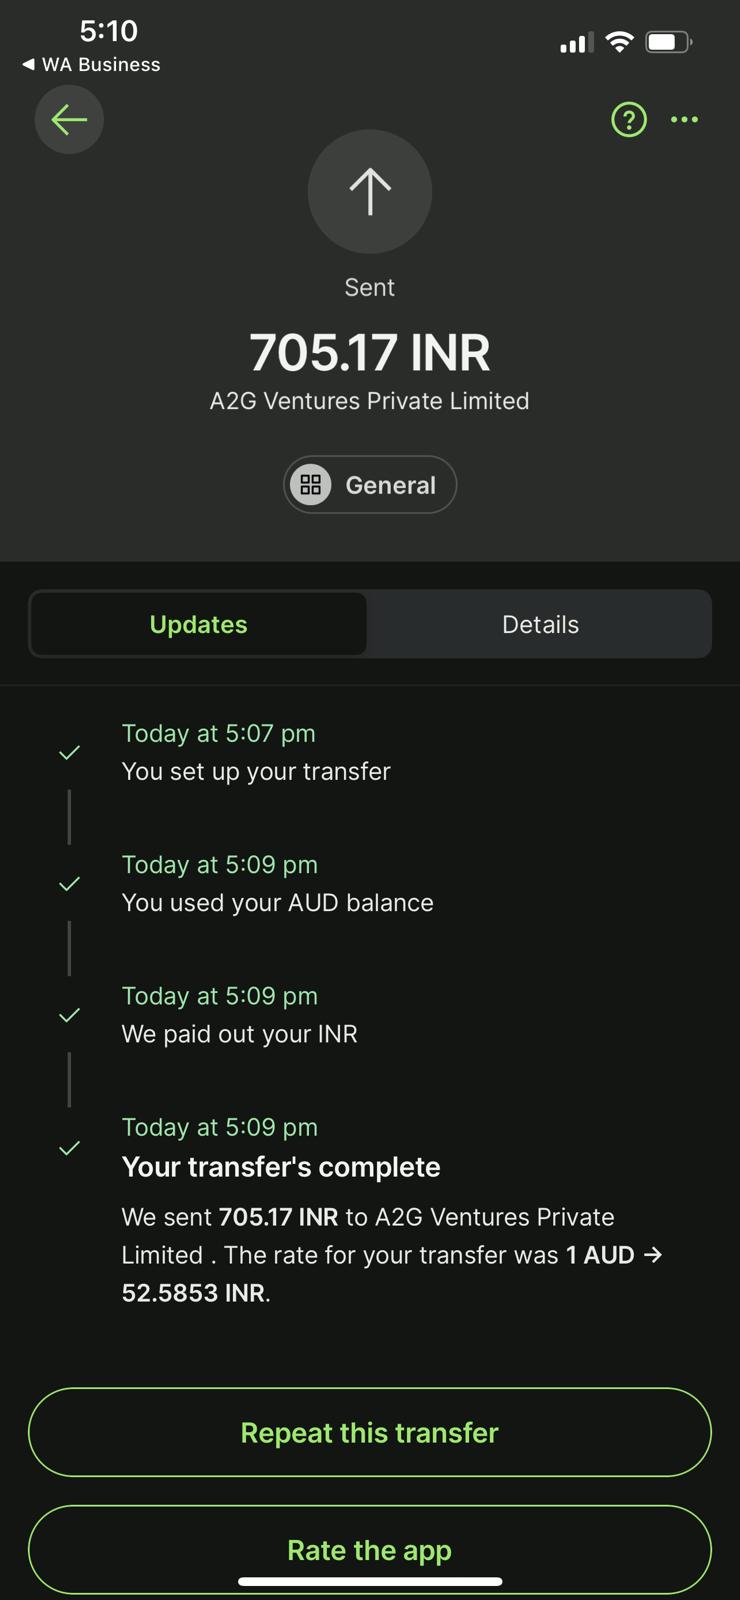 5:10
◀ WA Business
Sent
705.17 INR
A2G Ventures Private Limited
General
Updates
Details
Today at 5:07 pm
You set up your transfer
Today at 5:09 pm
You used your AUD balance
Today at 5:09 pm
We paid out your INR
Today at 5:09 pm
Your transfer's complete
We sent 705.17 INR to A2G Ventures Private
Limited . The rate for your transfer was 1 AUD →
52.5853 INR.
Repeat this transfer
Rate the app